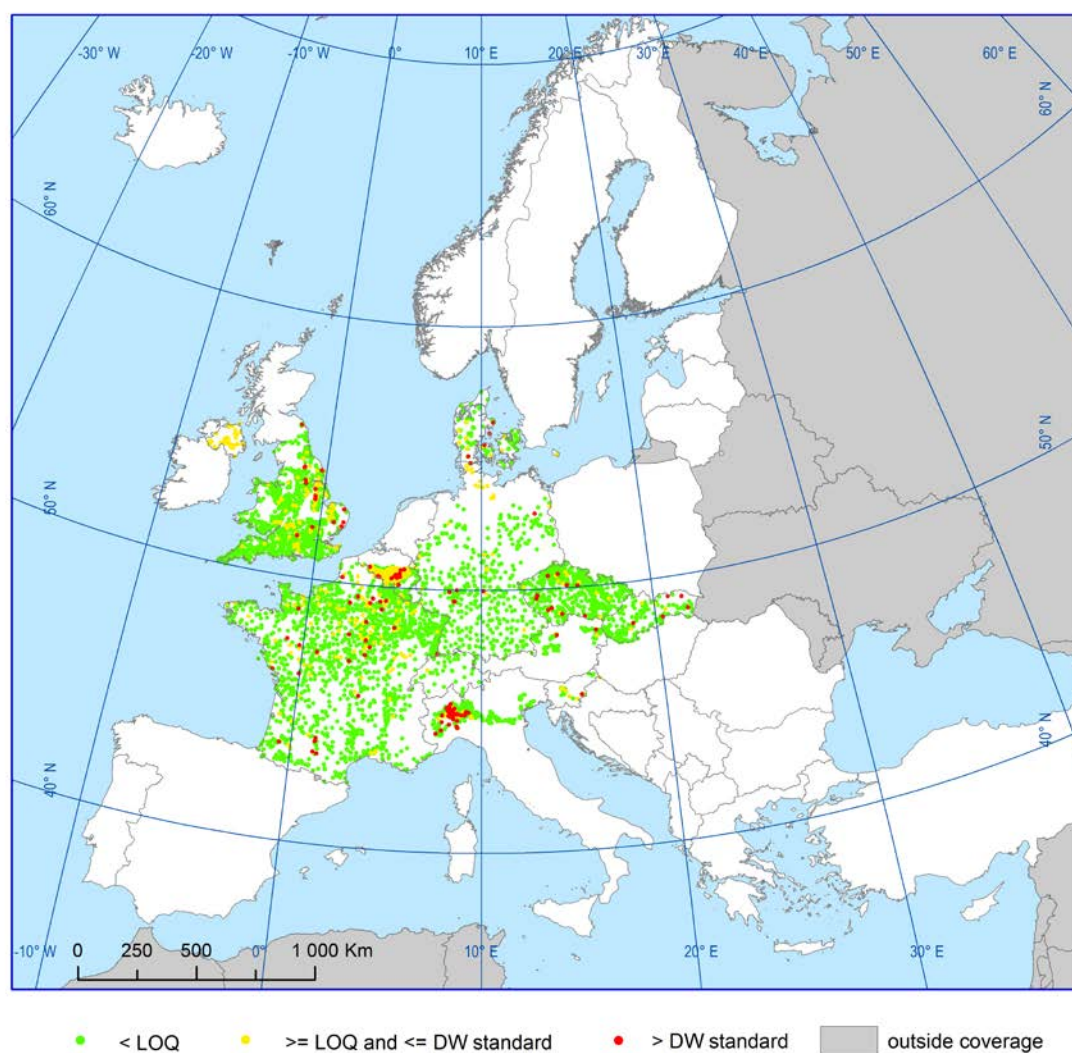 -30° W -20° W -10° W 0° 10° E 20° E 30° E 40° E 50° E 60° E
60° N 60° N
50° N 50° N
40° N 40° N
-10° W 0° 10° E 20° E 30° E
0 250 500 1 000 Km
< LOQ >= LOQ and <= DW standard > DW standard outside coverage